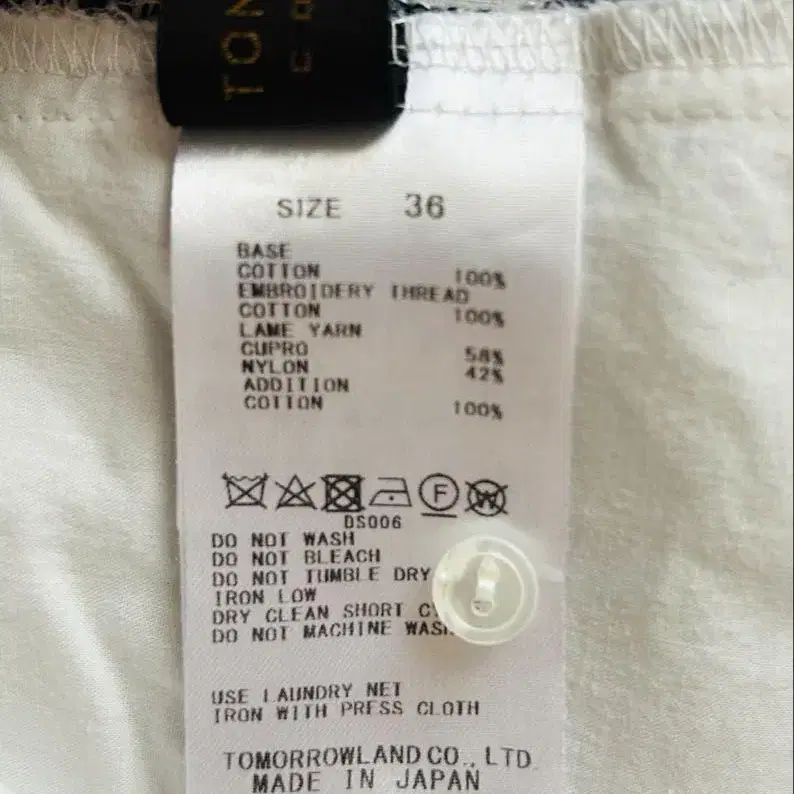 TOM
SIZE 36
BASE
COTTON 100%
EMBROIDERY THREAD
COTTON 100%
LAME YARN
CUPRO 58%
NYLON 42%
ADDITION
COTTON 100%
F W
DS006
DO NOT WASH
DO NOT BLEACH
DO NOT TUMBLE DRY
IRON LOW
DRY CLEAN SHORT
DO NOT MACHINE WASH
USE LAUNDRY NET
IRON WITH PRESS CLOTH
TOMORROWLAND CO., LTD.
MADE IN JAPAN